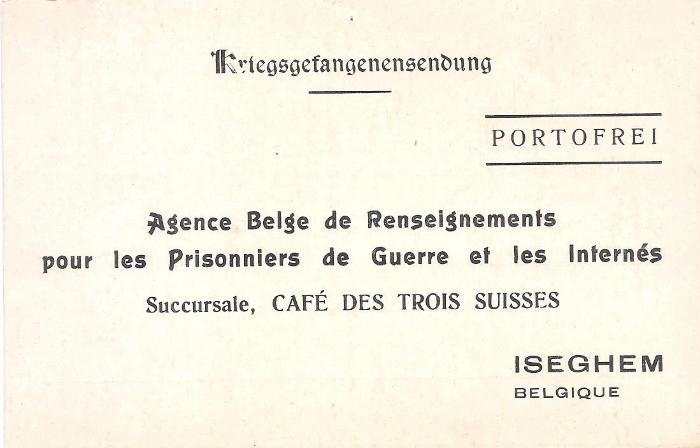 Kriegsgefangenensendung
PORTOFREI
Agence Belge de Renseignements
pour les Prisonniers de Guerre et les Internés
Succursale, CAFÉ DES TROIS SUISSES
ISEGHEM
BELGIQUE